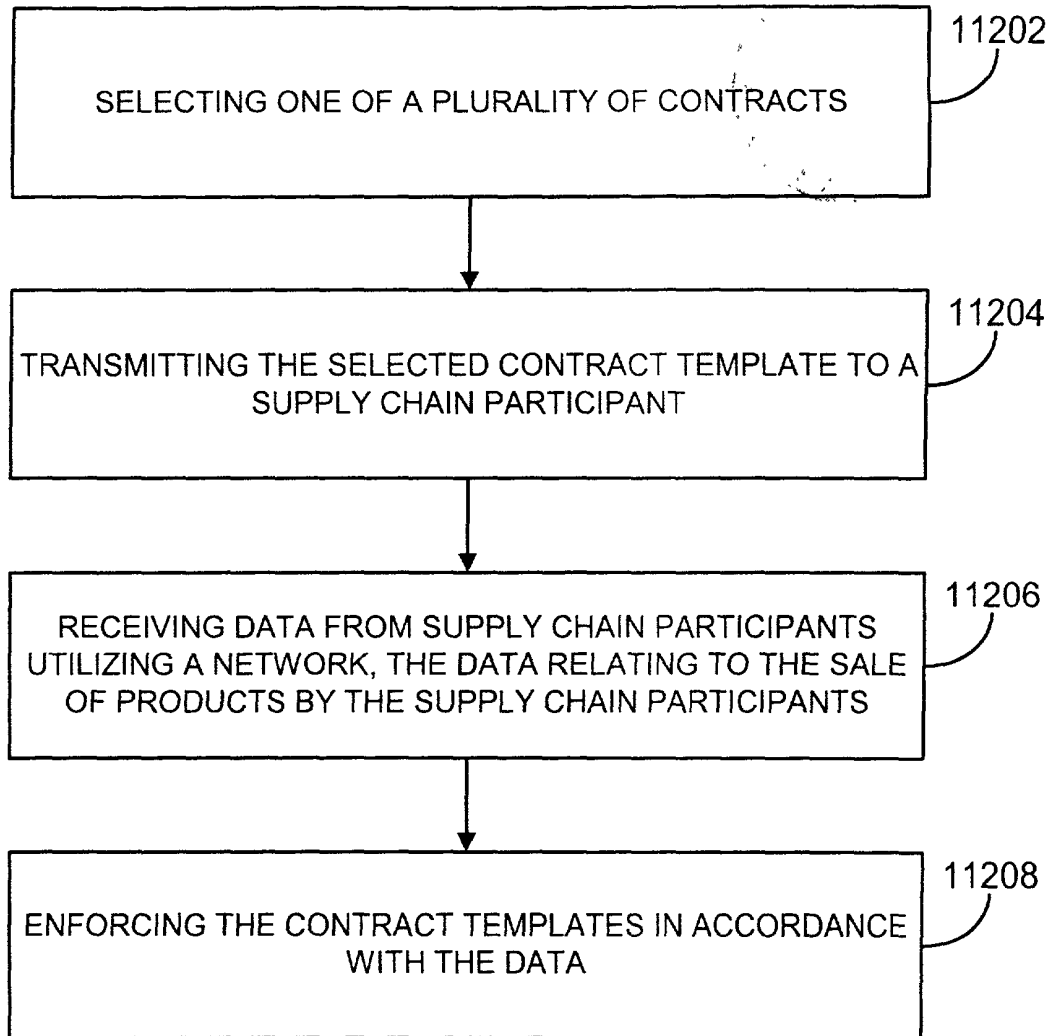 11202
SELECTING ONE OF A PLURALITY OF CONTRACTS
11204
TRANSMITTING THE SELECTED CONTRACT TEMPLATE TO A
SUPPLY CHAIN PARTICIPANT
11206
RECEIVING DATA FROM SUPPLY CHAIN PARTICIPANTS
UTILIZING A NETWORK, THE DATA RELATING TO THE SALE
OF PRODUCTS BY THE SUPPLY CHAIN PARTICIPANTS
11208
ENFORCING THE CONTRACT TEMPLATES IN ACCORDANCE
WITH THE DATA